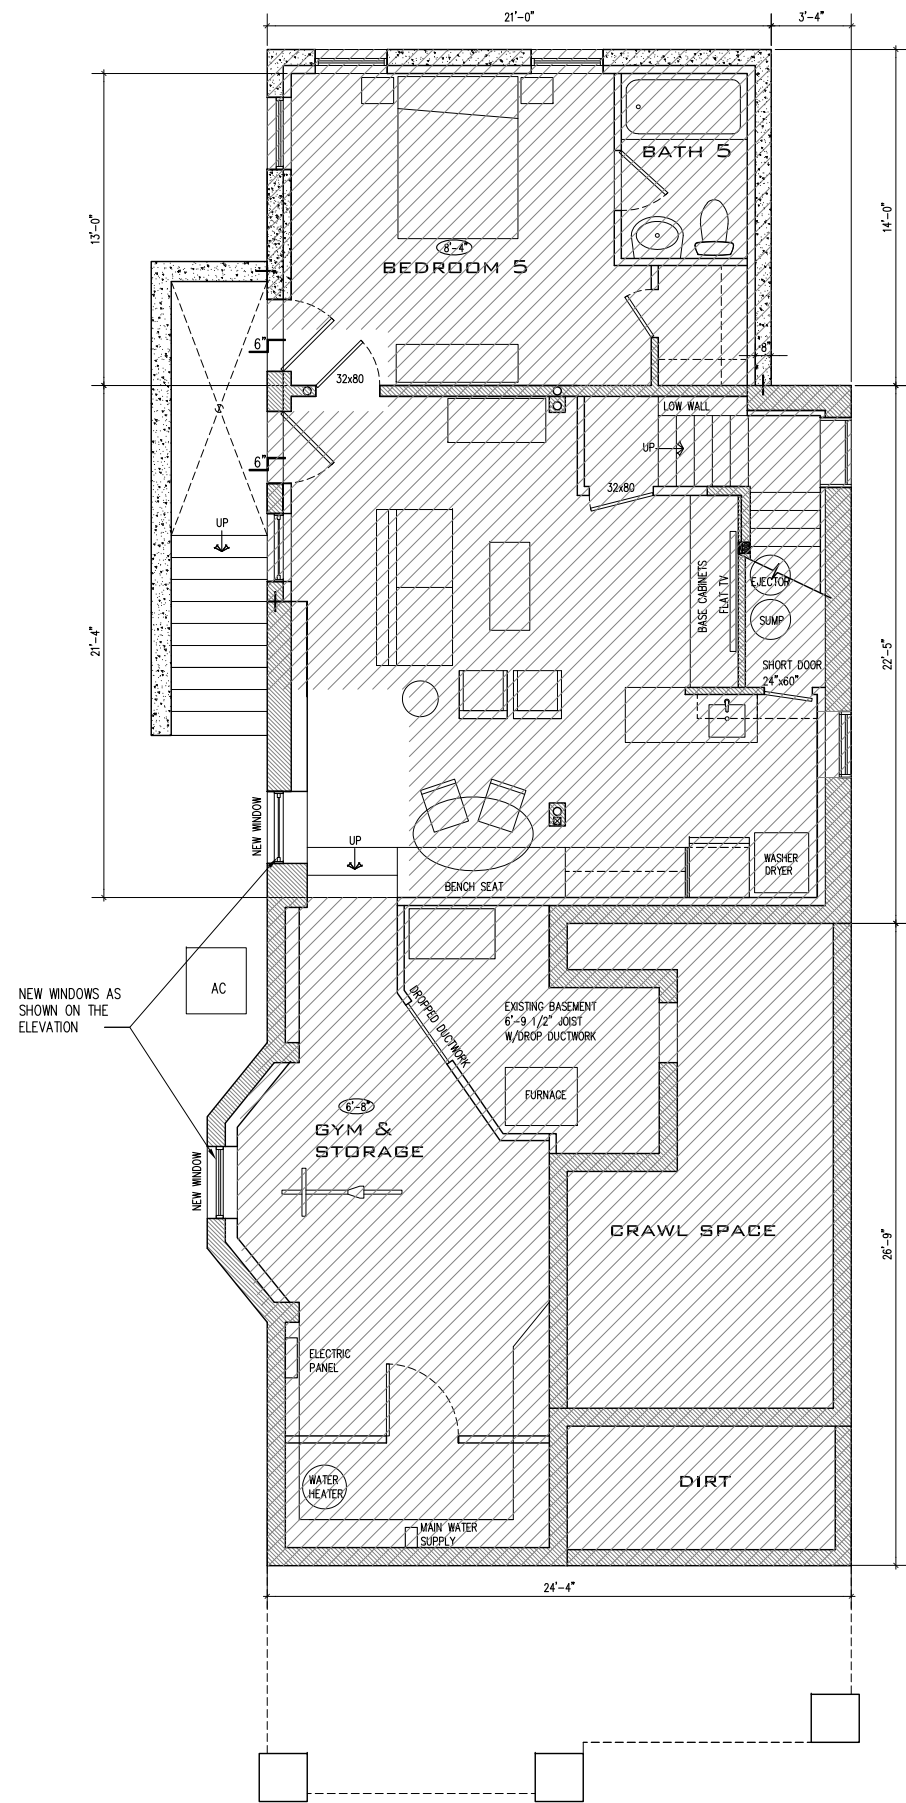 21'-0"
3'-4"
BATH 5
13'-0"
14'-0"
8'-4"
BEDROOM 5
6"
8"
32x80
LOW WALL
UP
6"
32x80
UP
BASE CABINETS
FLAT TV
EJECTOR
SUMP
21'-4"
22'-5"
SHORT DOOR
24"x60"
NEW WINDOW
UP
WASHER
DRYER
BENCH SEAT
AC
NEW WINDOWS AS
SHOWN ON THE
ELEVATION
DROPPED DUCTWORK
EXISTING BASEMENT
6'-9 1/2" JOIST
W/DROP DUCTWORK
FURNACE
6'-8"
GYM &
STORAGE
NEW WINDOW
CRAWL SPACE
26'-9"
ELECTRIC
PANEL
WATER
HEATER
DIRT
MAIN WATER
SUPPLY
24'-4"